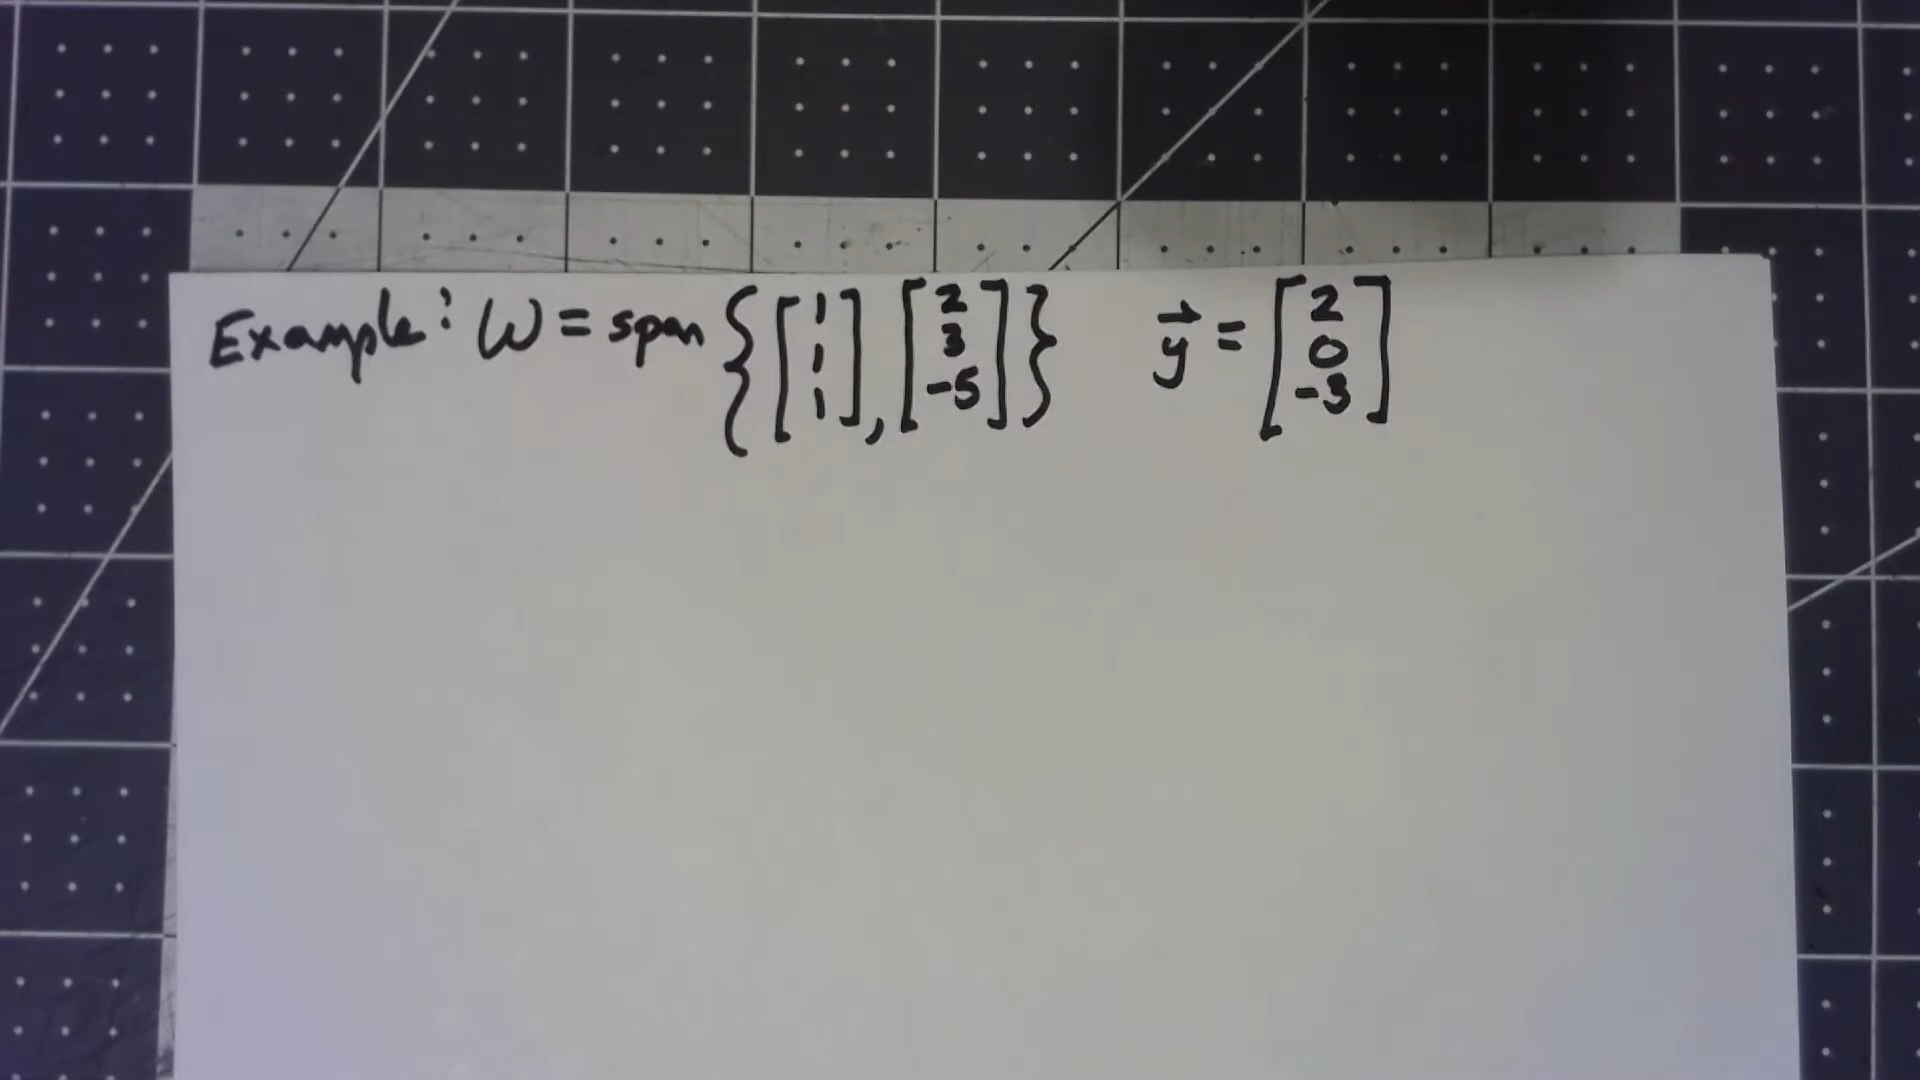 Example: W = span { [1 1 1], [2 3 -5] } y⃗ = [2 0 -3]